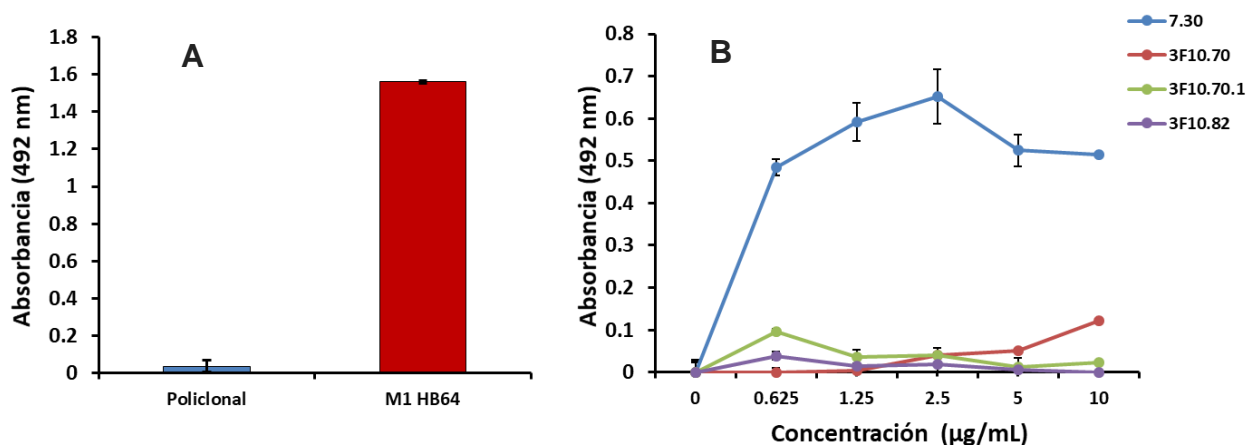 A
Absorbancia (492 nm)
1.8
1.6
1.4
1.2
1
0.8
0.6
0.4
0.2
0
Policlonal
M1 HB64
B
Absorbancia (492 nm)
0.8
0.7
0.6
0.5
0.4
0.3
0.2
0.1
0
0
0.625
1.25
2.5
5
10
Concentración (µg/mL)
7.30
3F10.70
3F10.70.1
3F10.82